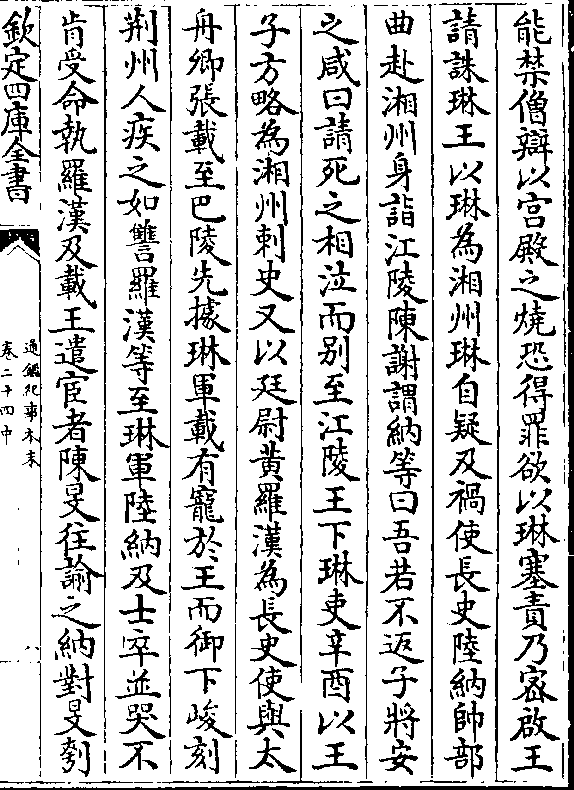 能禁僧辯以宫殿之燒恐得罪欲以琳塞責乃宻啟王
請誅琳王以琳為湘州琳自疑及禍使長史陸納帥部
曲赴湘州身詣江陵陳謝謂納等曰吾若不返子將安
之咸曰請死之相泣而别至江陵王下琳吏辛酉以王
子方略為湘州刺史又以廷尉黄羅漢為長史使與太
舟卿張載至巴陵先據琳軍載有寵於王而御下峻刻
荆州人疾之如讐羅漢等至琳軍陸納及士卒並哭不
肯受命執羅漢及載王遣宦者陳旻往諭之納對旻刳
欽定四庫全書
通鑑紀事本末
卷二十四中
八